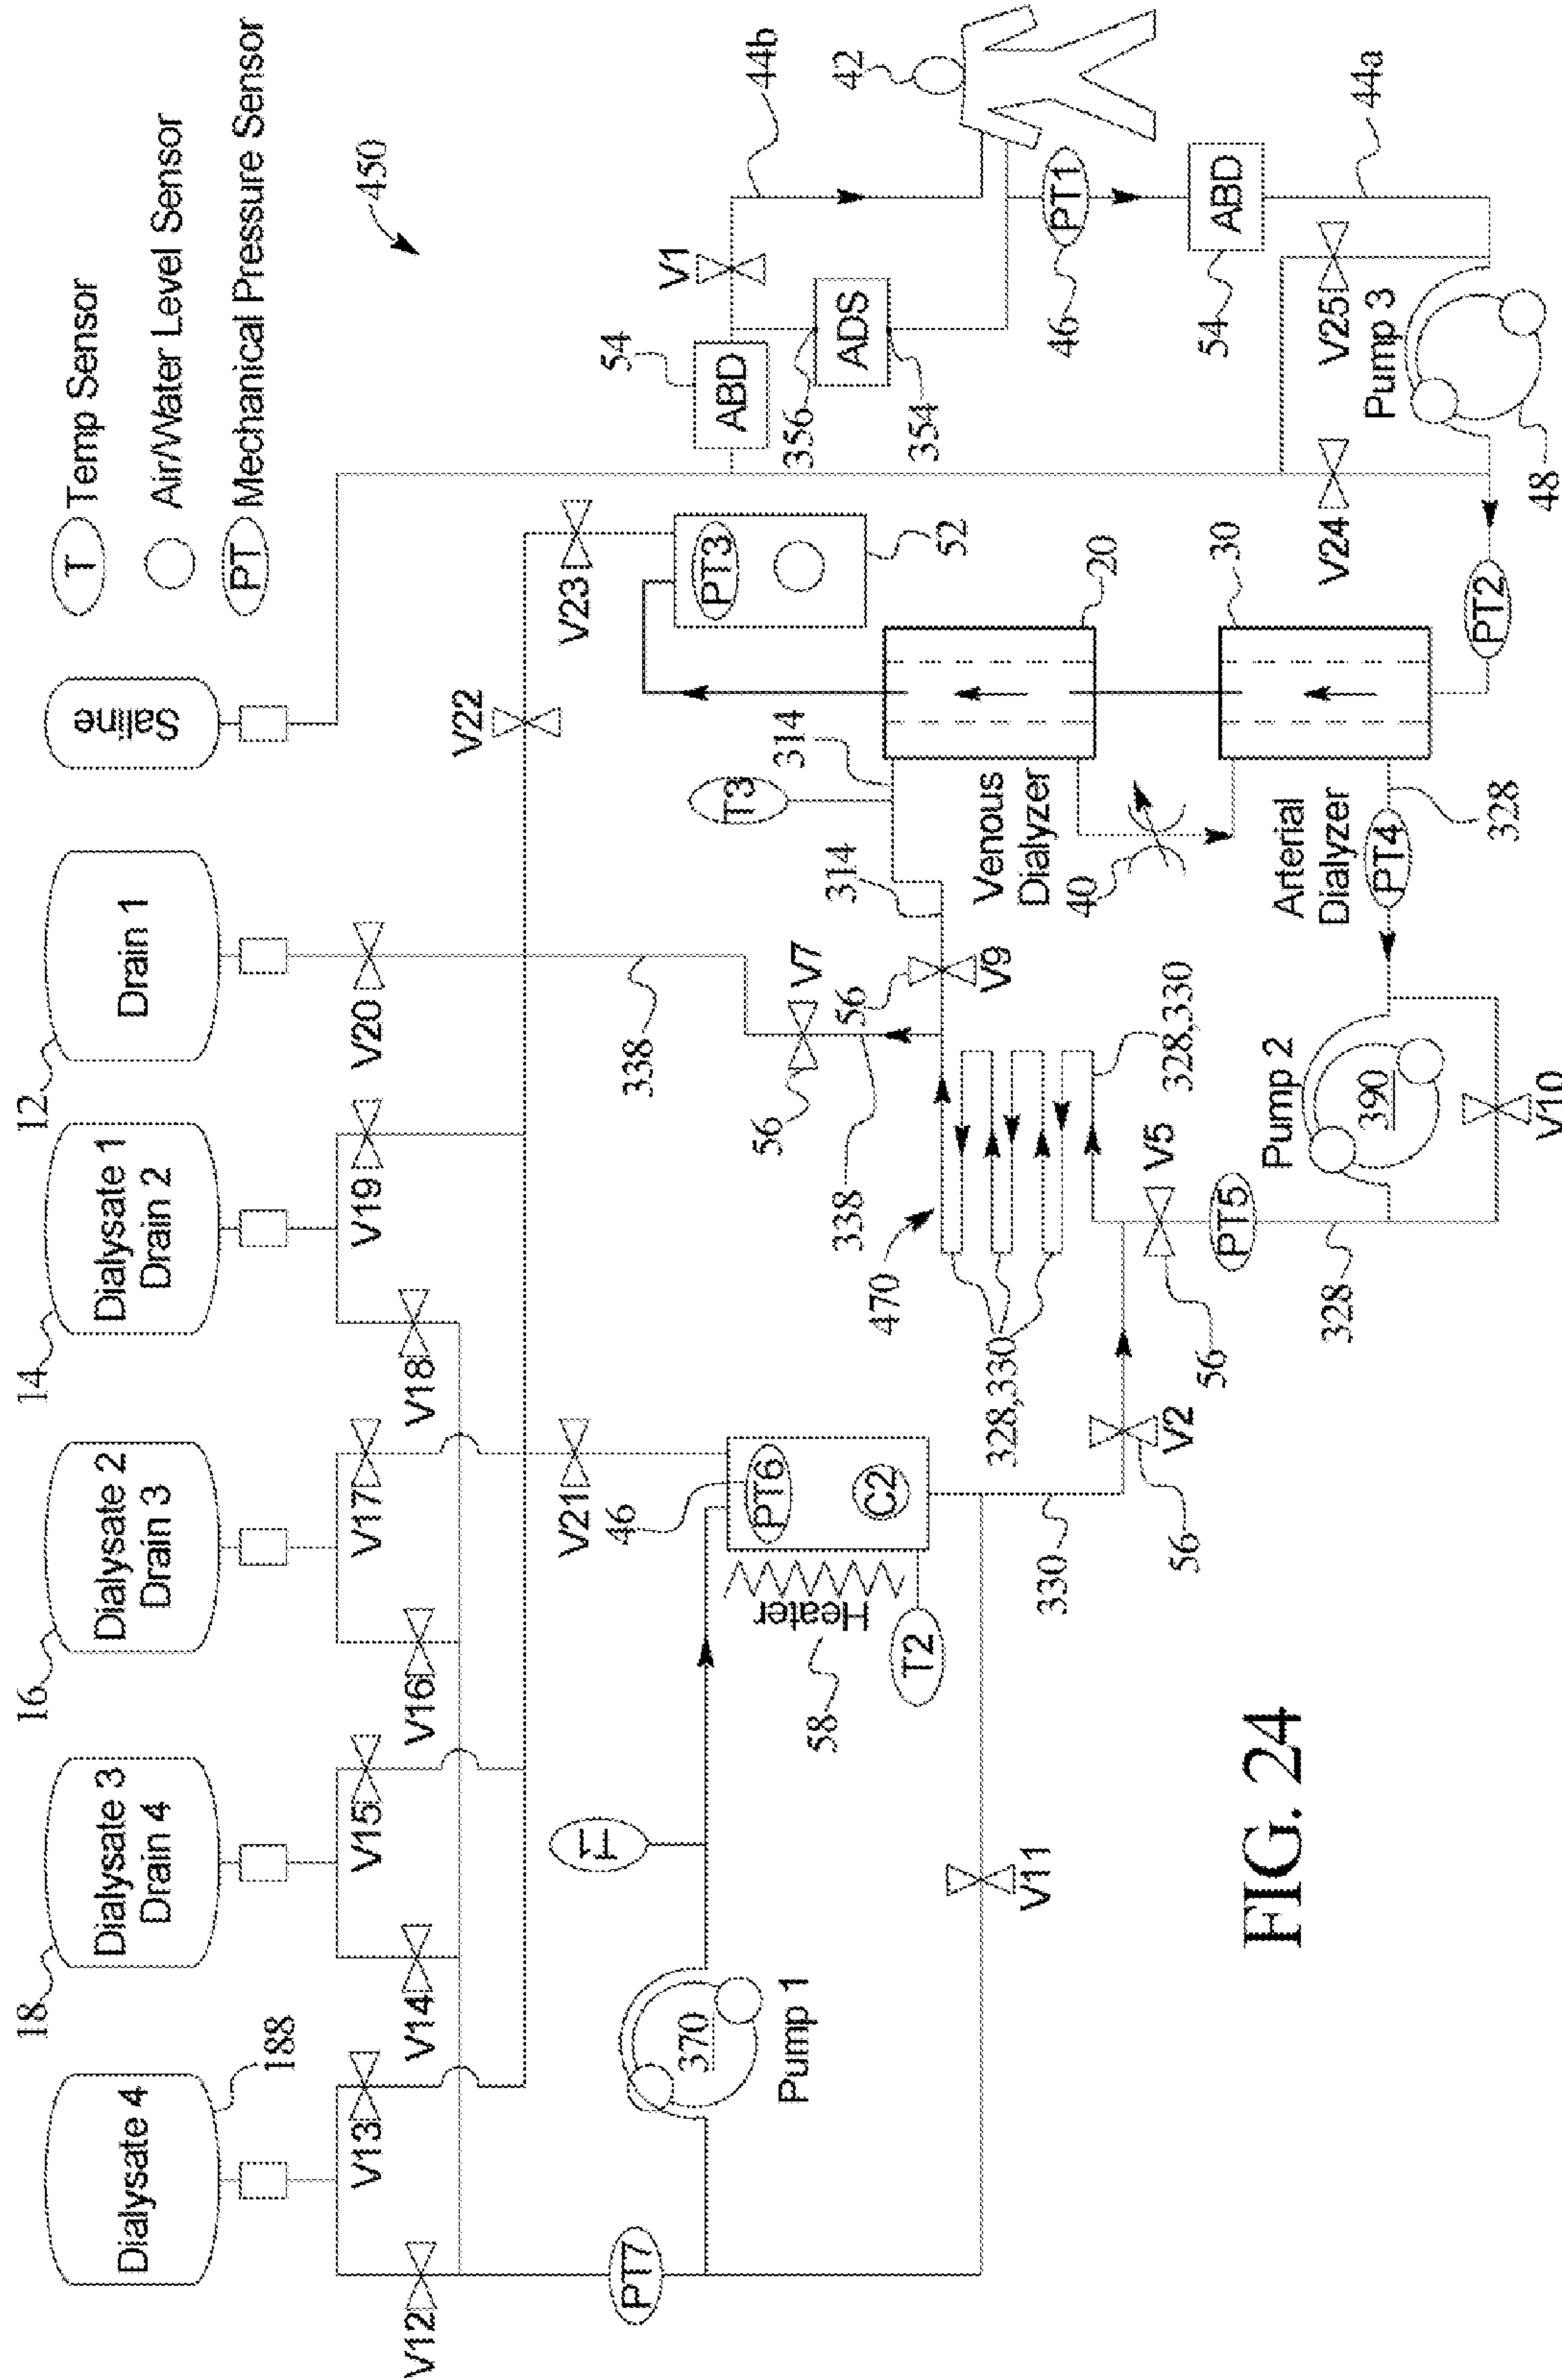 T Temp Sensor
Air/Water Level Sensor
PT Mechanical Pressure Sensor
450
Saline
Drain 1
12
Dialysate 1
Drain 2
14
Dialysate 2
Drain 3
16
Dialysate 3
Drain 4
18
Dialysate 4
188
V12
V13
V14
V15
V16
V17
V18
V19
V20
V21
V22
V23
PT7
370
Pump 1
T1
V11
46
PT6
C2
Heater
58
T2
330
V2
56
V5
56
PT5
328
470
328,330
328,330
338
338
56
V7
56
V9
314
314
T3
Venous
Dialyzer
20
40
Arterial
Dialyzer
30
328
PT4
Pump 2
390
V10
PT3
52
54
ABD
V1
44b
356
ADS
354
42
PT1
46
ABD
54
44a
V25
V24
Pump 3
48
PT2
FIG. 24